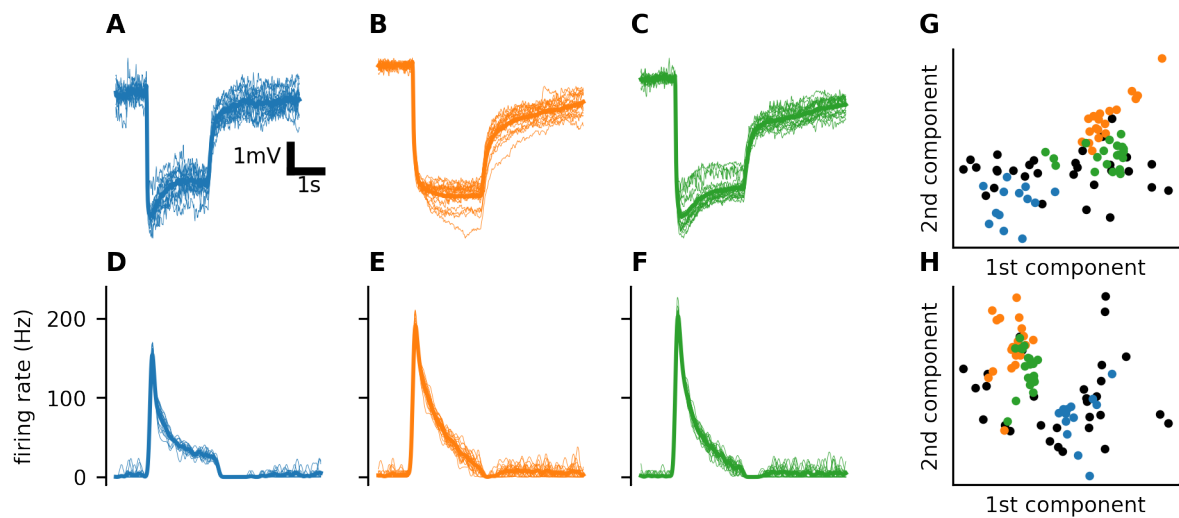 A
B
C
G
1mV
1s
2nd component
1st component
D
E
F
H
firing rate (Hz)
200
100
0
2nd component
1st component